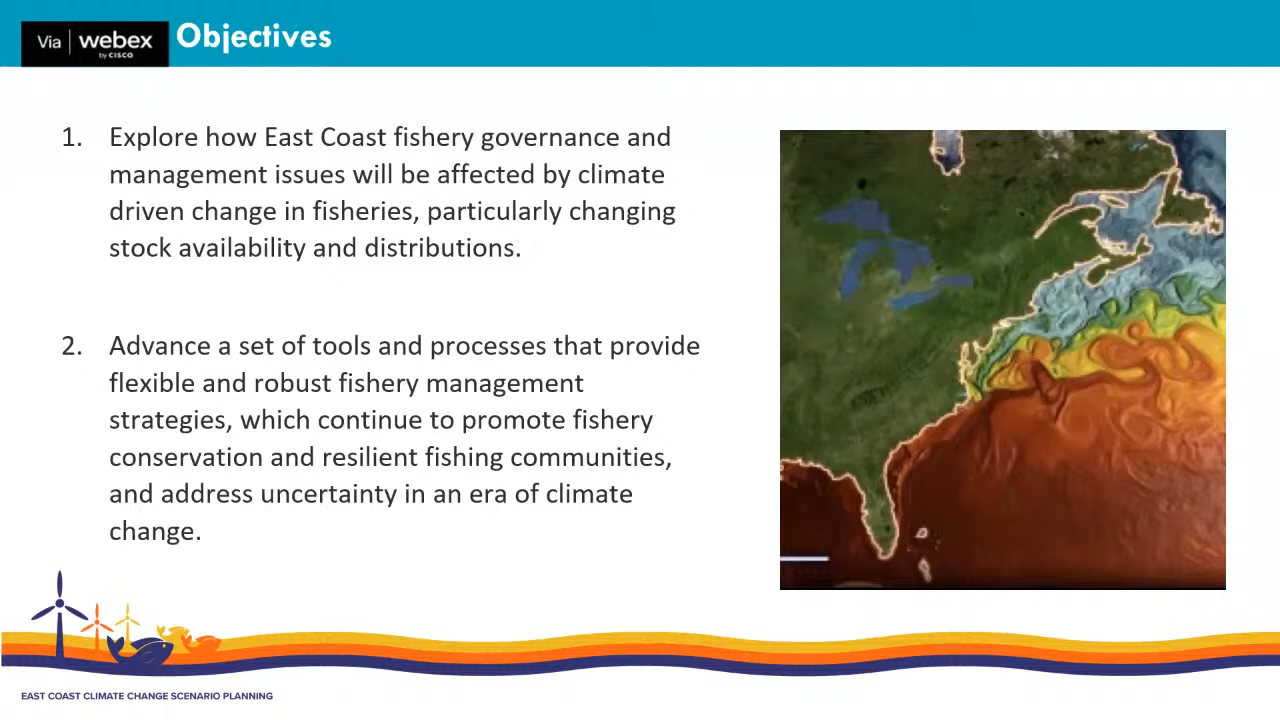 Via | webex
by CISCO
Objectives
1. Explore how East Coast fishery governance and
management issues will be affected by climate
driven change in fisheries, particularly changing
stock availability and distributions.
2. Advance a set of tools and processes that provide
flexible and robust fishery management
strategies, which continue to promote fishery
conservation and resilient fishing communities,
and address uncertainty in an era of climate
change.
EAST COAST CLIMATE CHANGE SCENARIO PLANNING